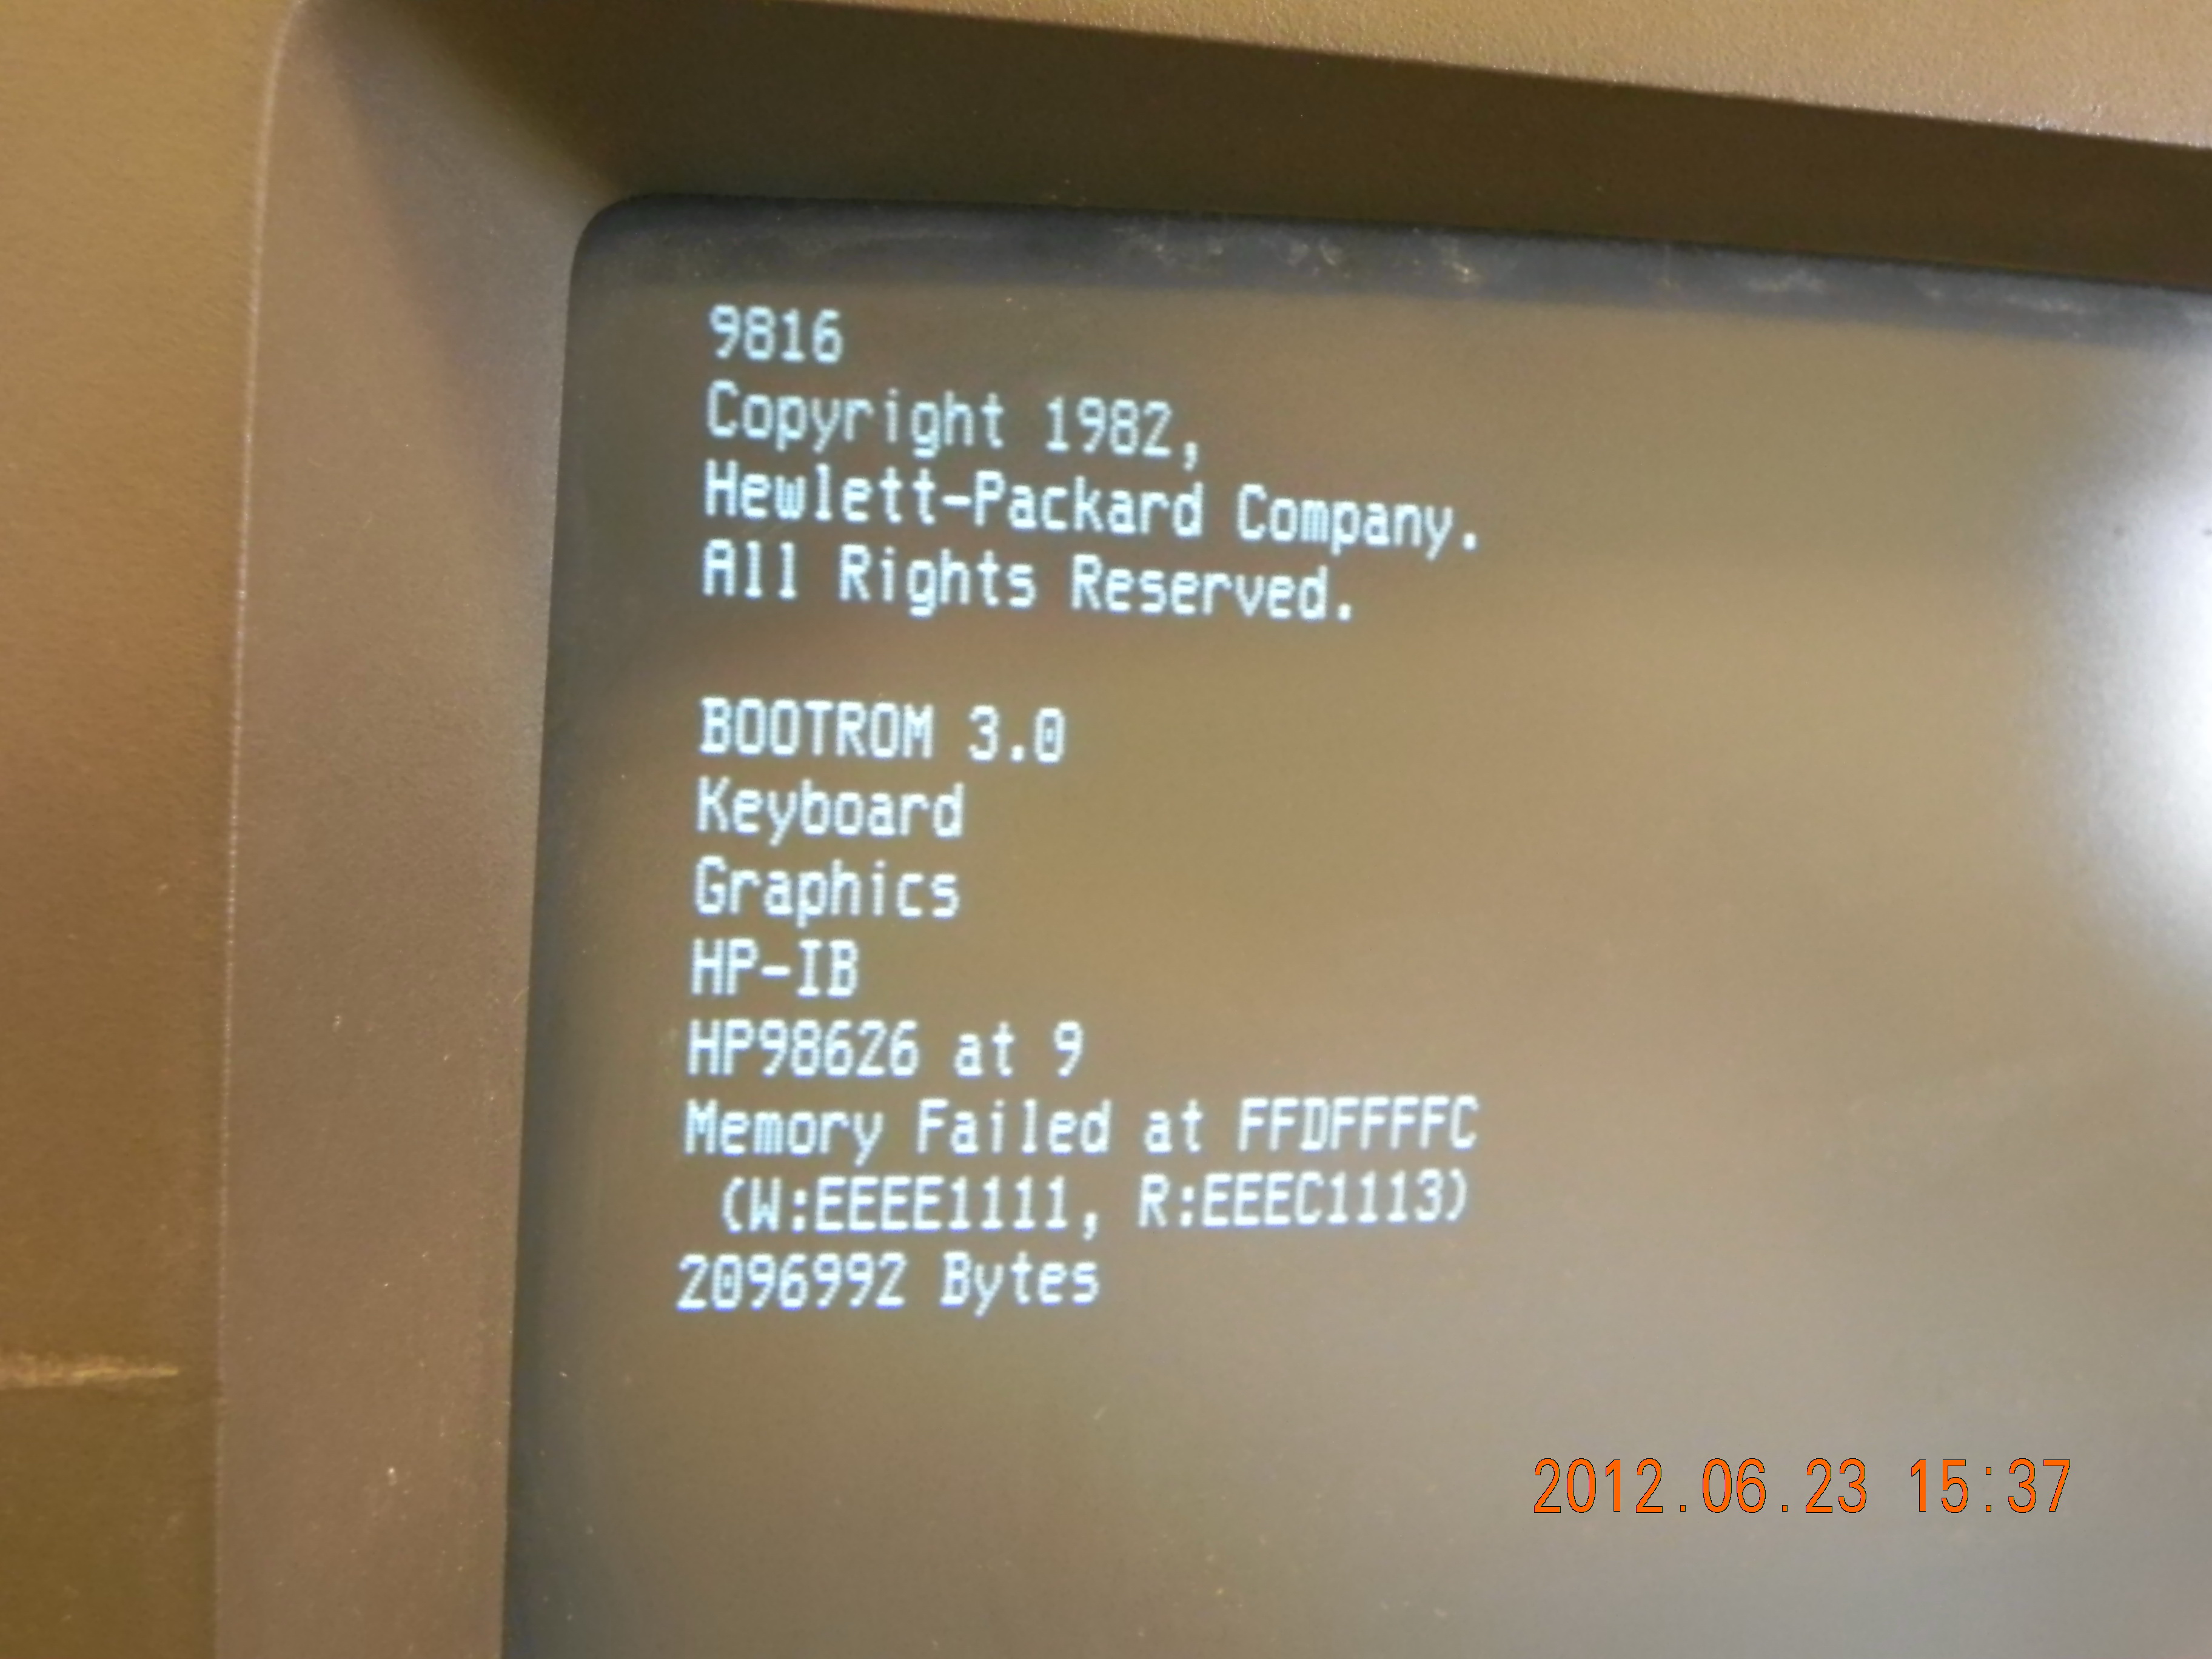 9816
Copyright 1982,
Hewlett-Packard Company.
All Rights Reserved.
BOOTROM 3.0
Keyboard
Graphics
HP-IB
HP98626 at 9
Memory Failed at FFDFFFFC
(W:EEEE1111, R:EEEC1113)
2096992 Bytes
2012.06.23 15:37